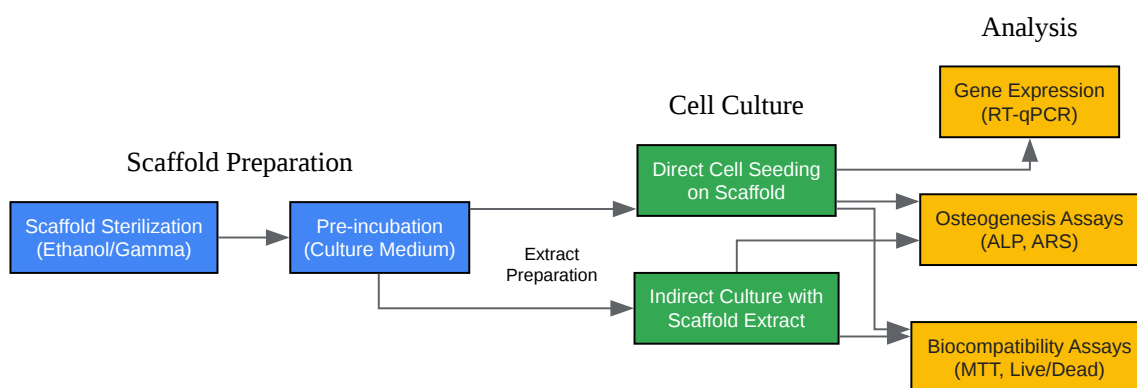 Analysis
Gene Expression
(RT-qPCR)
Cell Culture
Scaffold Preparation
Direct Cell Seeding
on Scaffold
Scaffold Sterilization
(Ethanol/Gamma)
Pre-incubation
(Culture Medium)
Osteogenesis Assays
(ALP, ARS)
Extract
Preparation
Indirect Culture with
Scaffold Extract
Biocompatibility Assays
(MTT, Live/Dead)